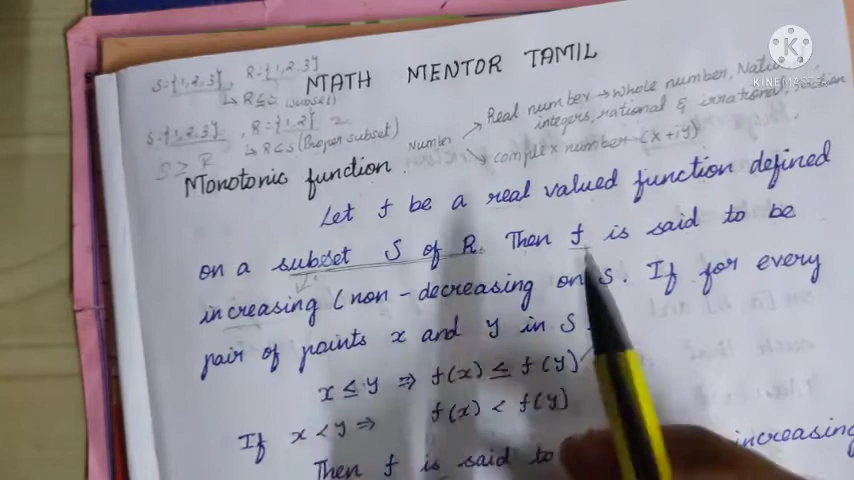 MATH MENTOR TAMIL
S={1,2,3}, R={1,2,3}
↳ R⊆S (subset)
S={1,2,3}, R={1,2}
↳ R⊂S (Proper subset)
S > R
Number → Real number → whole number, Natu
integers, rational & irrational, fraction
↘ complex number - (x+iy)
KINEMAS
Monotonic function
Let f be a real valued function defined
on a subset S of R. Then f is said to be
increasing (non-decreasing on S. If for every
pair of points x and y in S.
x ≤ y ⇒ f(x) ≤ f(y)
If x < y ⇒ f(x) < f(y)
Then f is said to increasing